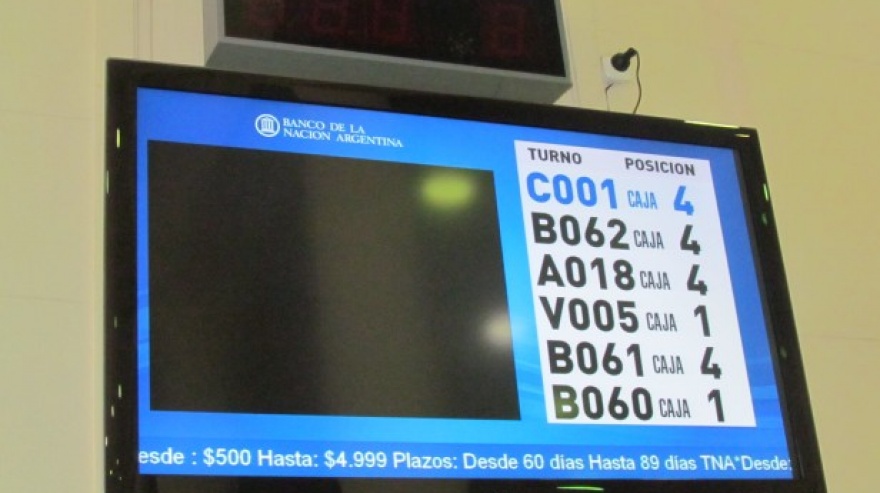 BANCO DE LA
NACION ARGENTINA
TURNO POSICION
C001 CAJA 4
B062 CAJA 4
A018 CAJA 4
V005 CAJA 1
B061 CAJA 4
B060 CAJA 1
esde : $500 Hasta: $4.999 Plazos: Desde 60 días Hasta 89 días TNA*Desde: